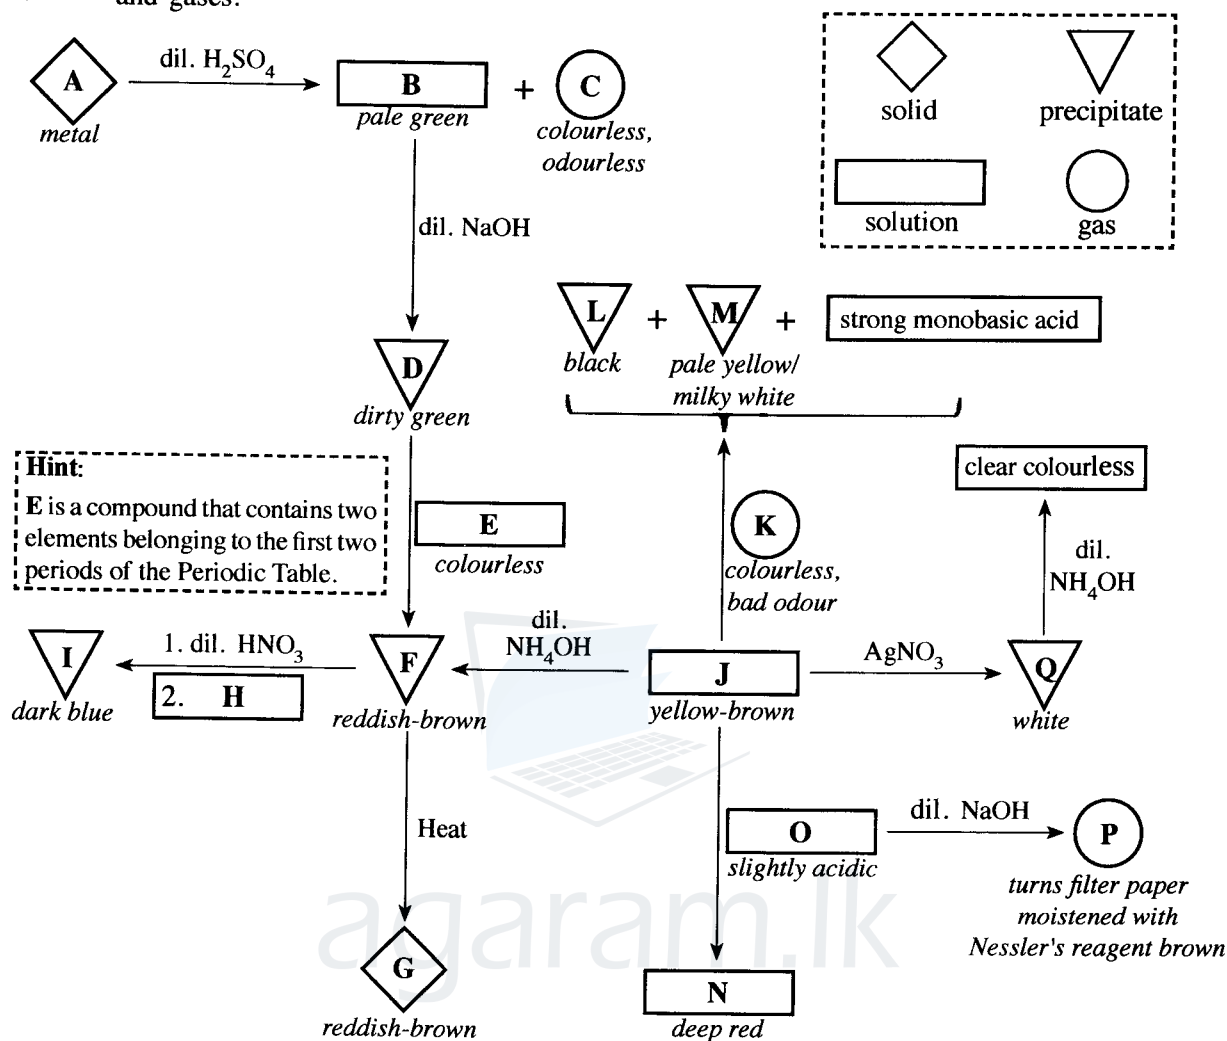 and gases.
A
metal
dil. H₂SO₄
B
pale green
+
C
colourless,
odourless
solid
precipitate
solution
gas
dil. NaOH
D
dirty green
L
black
+
M
pale yellow/
milky white
+
strong monobasic acid
Hint:
E is a compound that contains two
elements belonging to the first two
periods of the Periodic Table.
E
colourless
K
colourless,
bad odour
clear colourless
dil.
NH₄OH
I
dark blue
1. dil. HNO₃
2. H
F
reddish-brown
dil.
NH₄OH
J
yellow-brown
AgNO₃
Q
white
Heat
G
reddish-brown
O
slightly acidic
dil. NaOH
P
turns filter paper
moistened with
Nessler's reagent brown
N
deep red
agaram.lk